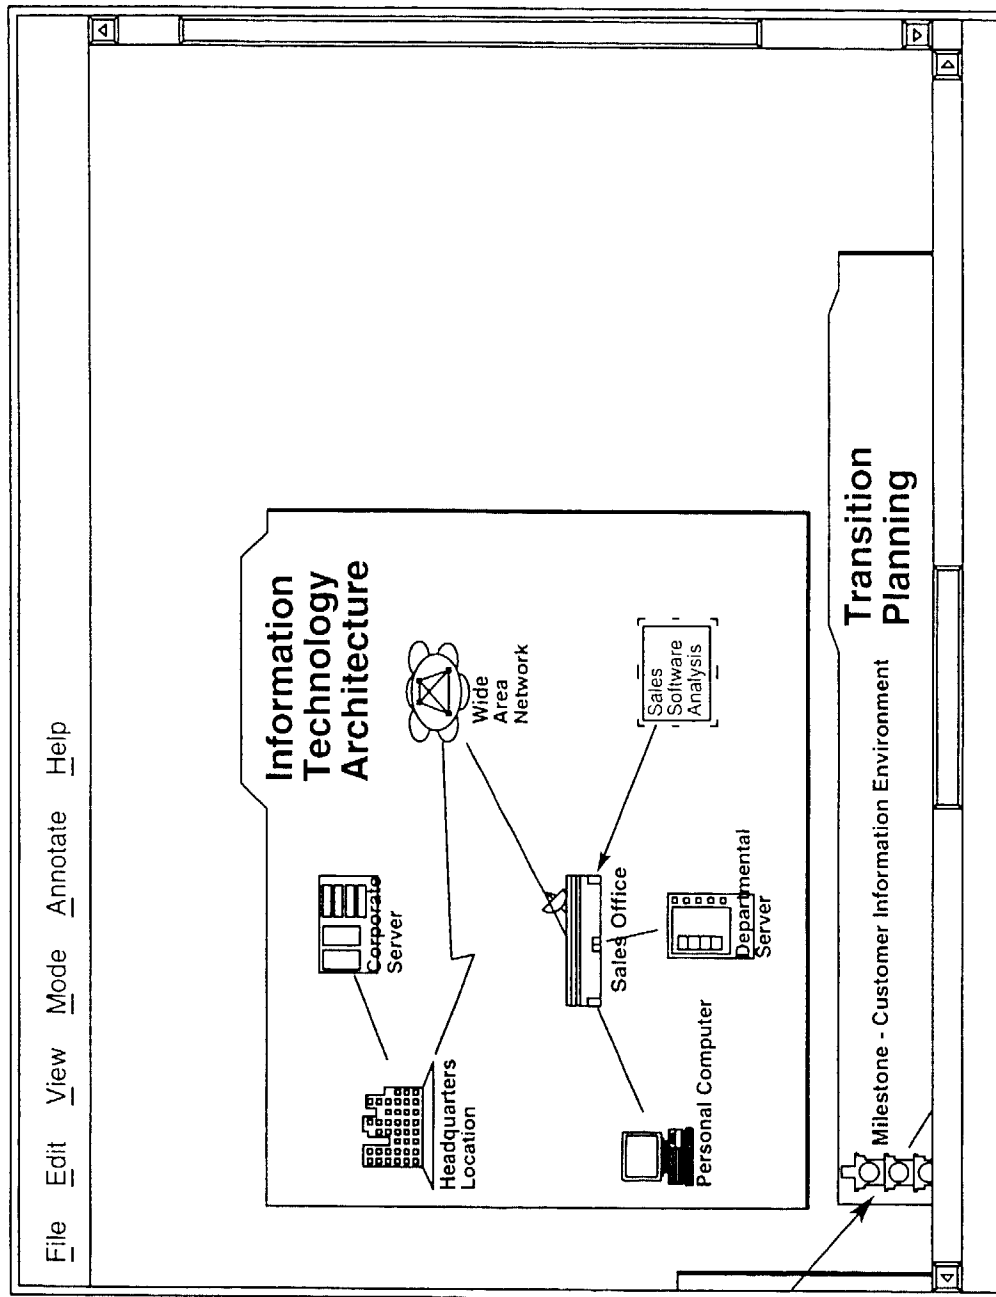 File Edit View Mode Annotate Help
Information
Technology
Architecture
Corporate
Server
Headquarters
Location
Wide
Area
Network
Sales Office
Sales
Software
Analysis
Personal Computer
Departmental
Server
Transition
Planning
Milestone - Customer Information Environment